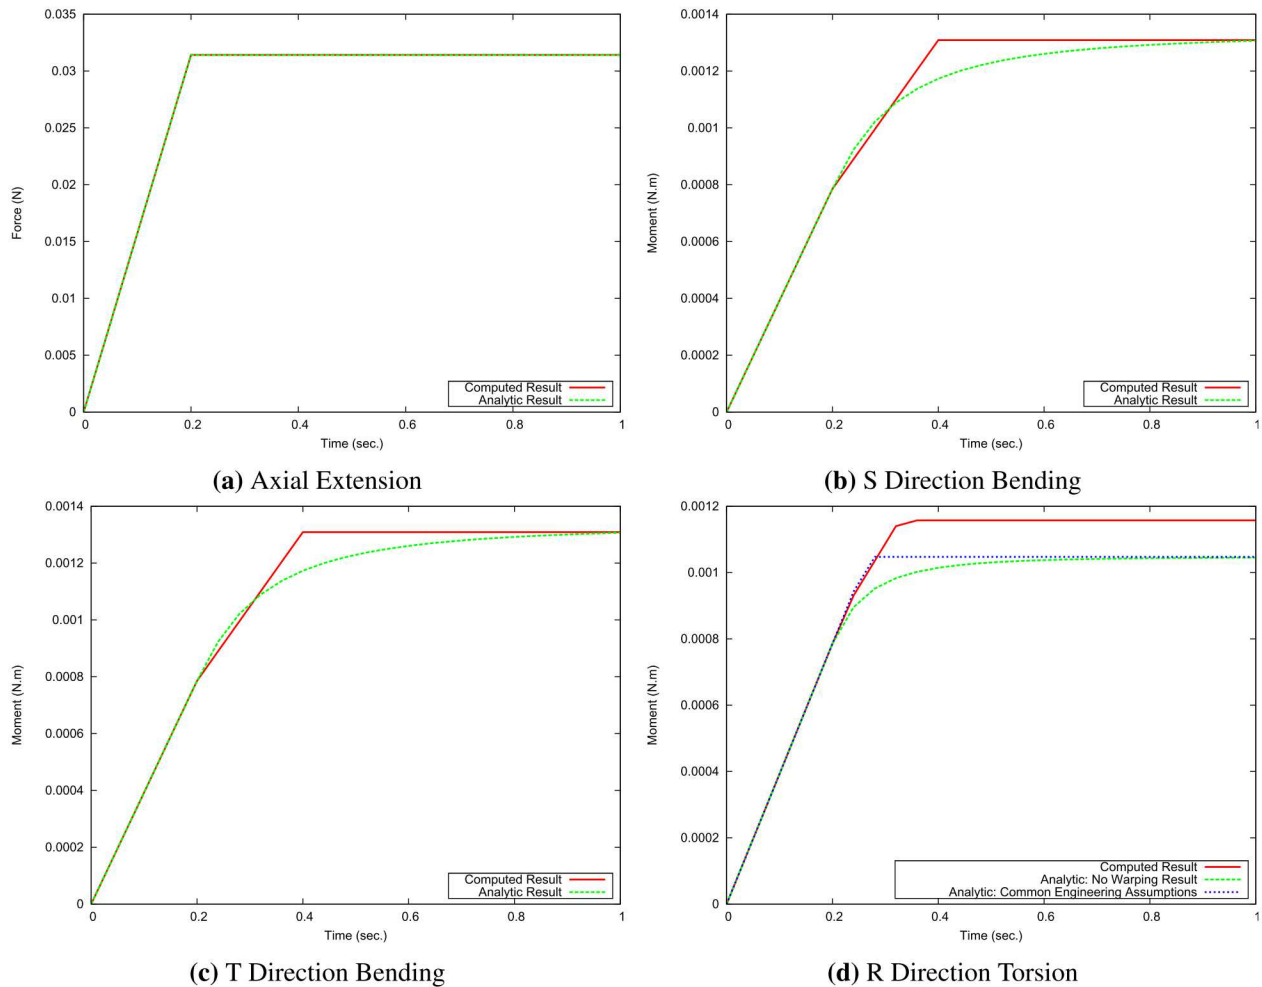 0.035
0.03
0.025
0.02
0.015
0.01
0.005
0
Force (N)
0 0.2 0.4 0.6 0.8 1
Time (sec.)
Computed Result
Analytic Result
(a) Axial Extension
0.0014
0.0012
0.001
0.0008
0.0006
0.0004
0.0002
0
Moment (N.m)
0 0.2 0.4 0.6 0.8 1
Time (sec.)
Computed Result
Analytic Result
(b) S Direction Bending
0.0014
0.0012
0.001
0.0008
0.0006
0.0004
0.0002
0
Moment (N.m)
0 0.2 0.4 0.6 0.8 1
Time (sec.)
Computed Result
Analytic Result
(c) T Direction Bending
0.0012
0.001
0.0008
0.0006
0.0004
0.0002
0
Moment (N.m)
0 0.2 0.4 0.6 0.8 1
Time (sec.)
Computed Result
Analytic: No Warping Result
Analytic: Common Engineering Assumptions
(d) R Direction Torsion